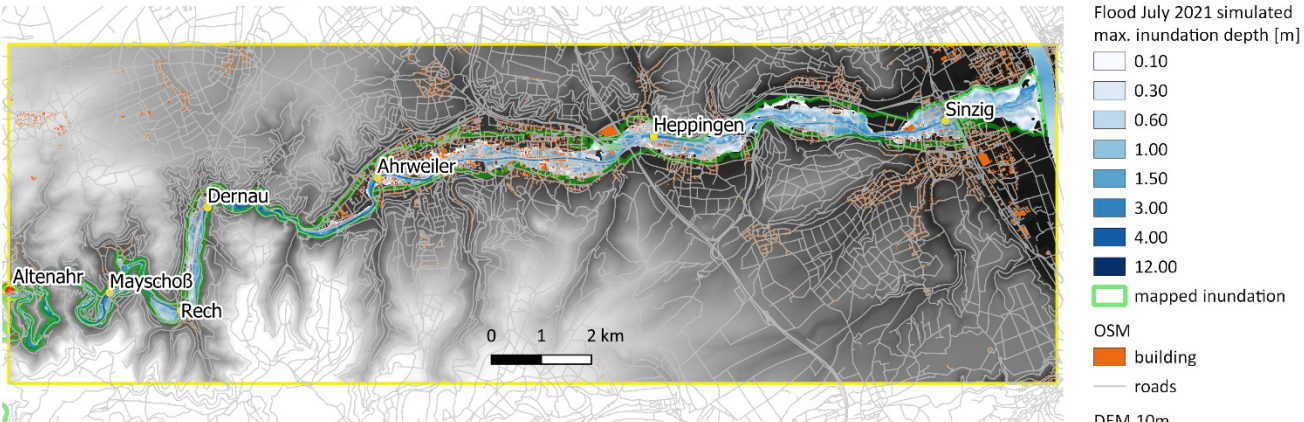 Flood July 2021 simulated
max. inundation depth [m]
0.10
0.30
0.60
1.00
1.50
3.00
4.00
12.00
mapped inundation
OSM
building
roads
DEM 10m
Sinzig
Heppingen
Ahrweiler
Dernau
Altenahr
Mayschoß
Rech
0 1 2 km